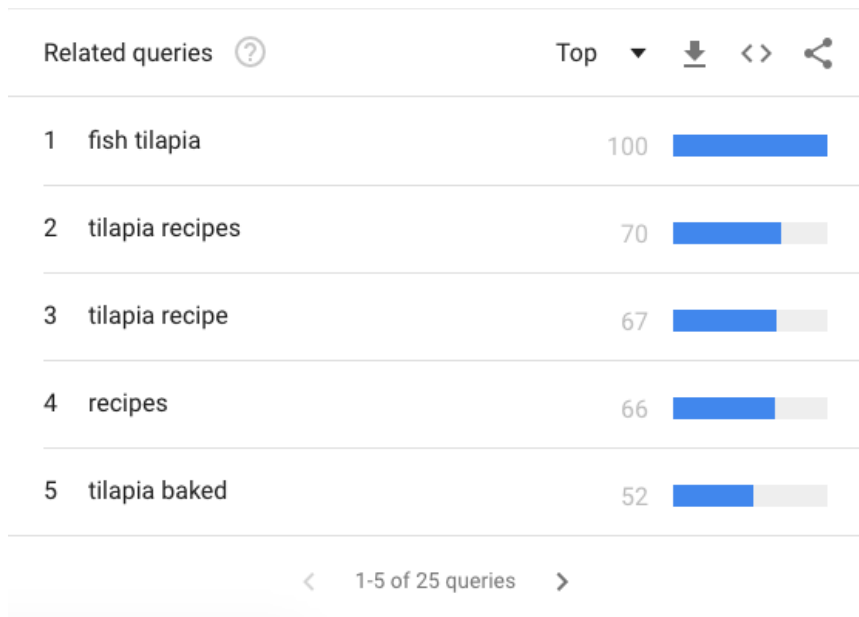 Related queries ? Top
1 fish tilapia 100
2 tilapia recipes 70
3 tilapia recipe 67
4 recipes 66
5 tilapia baked 52
1-5 of 25 queries